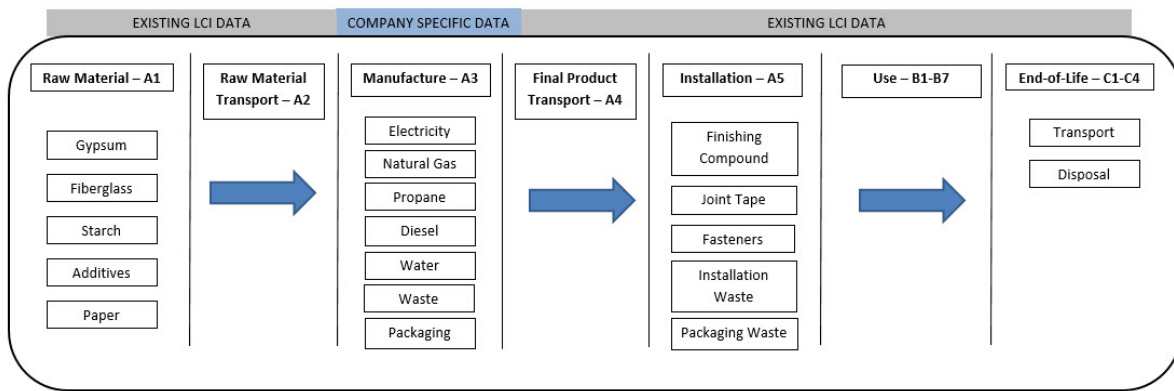 EXISTING LCI DATA
COMPANY SPECIFIC DATA
EXISTING LCI DATA
Raw Material – A1
Gypsum
Fiberglass
Starch
Additives
Paper
Raw Material
Transport – A2
Manufacture – A3
Electricity
Natural Gas
Propane
Diesel
Water
Waste
Packaging
Final Product
Transport – A4
Installation – A5
Finishing
Compound
Joint Tape
Fasteners
Installation
Waste
Packaging Waste
Use – B1-B7
End-of-Life – C1-C4
Transport
Disposal